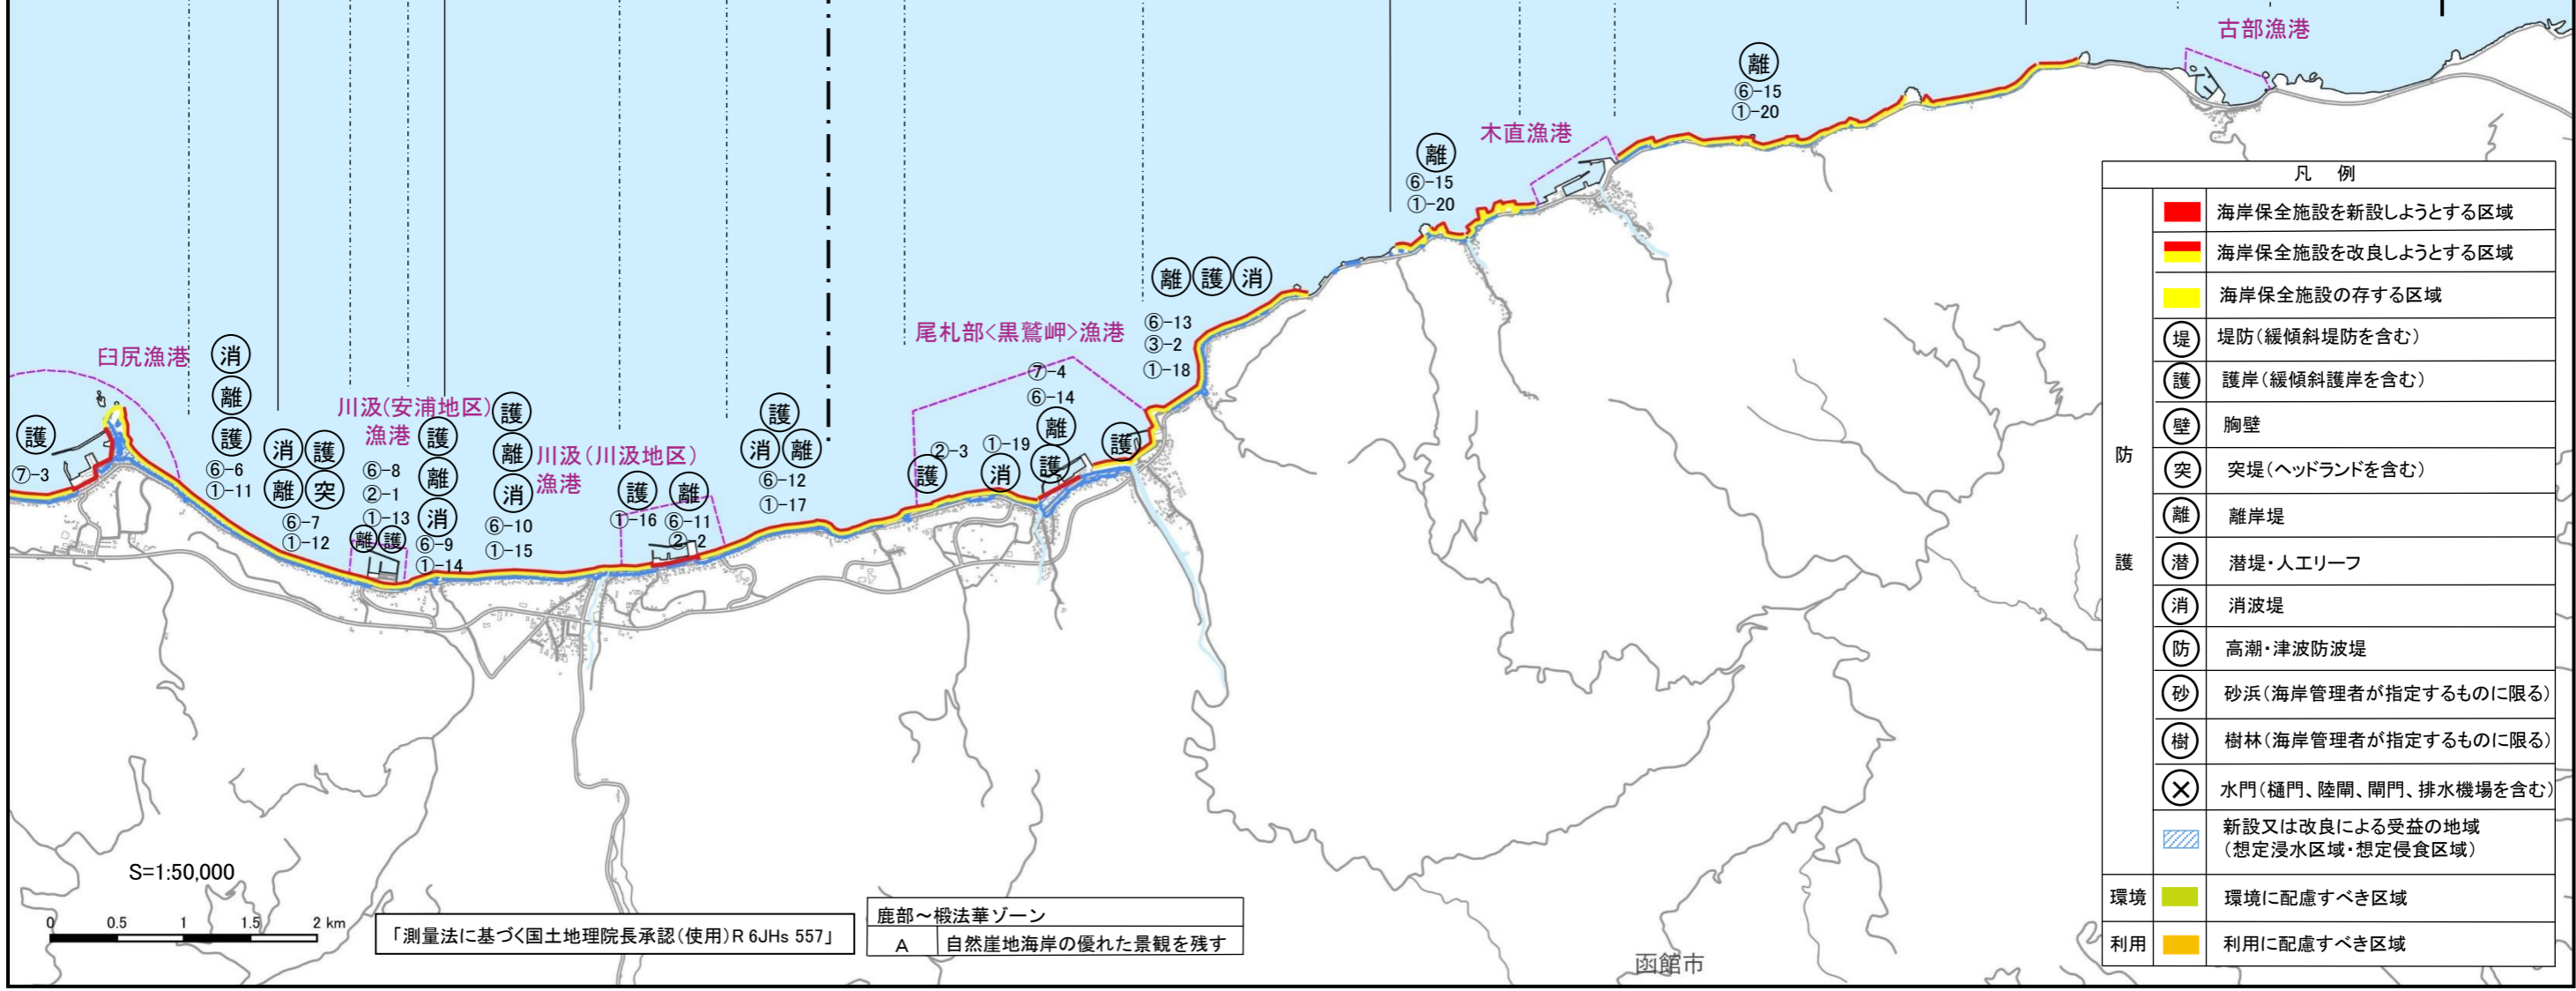 古部漁港
離
⑥-15
①-20
木直漁港
離
⑥-15
①-20
離 護 消
⑥-13
③-2
①-18
尾札部<黒鷲岬>漁港
⑦-4
⑥-14
離
護
護
①-19
消
②-3
護
護
消 離
⑥-12
①-17
川汲(川汲地区)
漁港
護 離
①-16
⑥-11
②-2
護
離
消
⑥-10
①-15
川汲(安浦地区)
漁港
護
離
消
⑥-9
①-14
⑥-8
②-1
①-13
離 護
消 護
離 突
⑥-7
①-12
消
離
護
⑥-6
①-11
臼尻漁港
護
⑦-3
凡 例
防護
海岸保全施設を新設しようとする区域
海岸保全施設を改良しようとする区域
海岸保全施設の存する区域
堤 堤防(緩傾斜堤防を含む)
護 護岸(緩傾斜護岸を含む)
壁 胸壁
突 突堤(ヘッドランドを含む)
離 離岸堤
潜 潜堤・人工リーフ
消 消波堤
防 高潮・津波防波堤
砂 砂浜(海岸管理者が指定するものに限る)
樹 樹林(海岸管理者が指定するものに限る)
水門(樋門、陸閘、閘門、排水機場を含む)
新設又は改良による受益の地域
(想定浸水区域・想定侵食区域)
環境 環境に配慮すべき区域
利用 利用に配慮すべき区域
S=1:50,000
0 0.5 1 1.5 2 km
「測量法に基づく国土地理院長承認(使用)R 6JHs 557」
鹿部~椴法華ゾーン
A 自然崖地海岸の優れた景観を残す
函館市